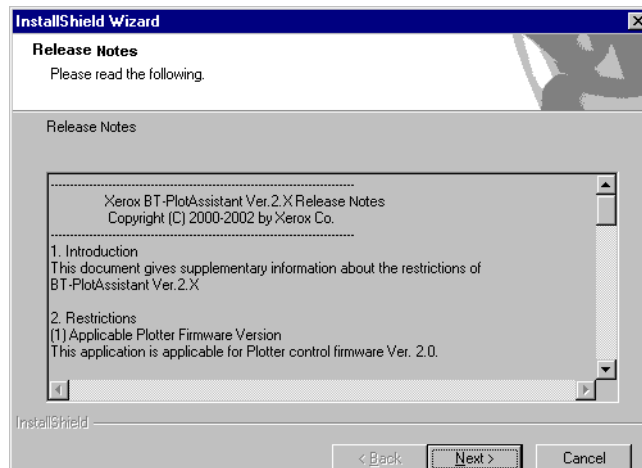 InstallShield Wizard
Release Notes
Please read the following.
Release Notes
----------------------------------------------------------------------
Xerox BT-PlotAssistant Ver.2.X Release Notes
Copyright (C) 2000-2002 by Xerox Co.
----------------------------------------------------------------------
1. Introduction
This document gives supplementary information about the restrictions of
BT-PlotAssistant Ver.2.X
2. Restrictions
(1) Applicable Plotter Firmware Version
This application is applicable for Plotter control firmware Ver. 2.0.
InstallShield
< Back Next > Cancel